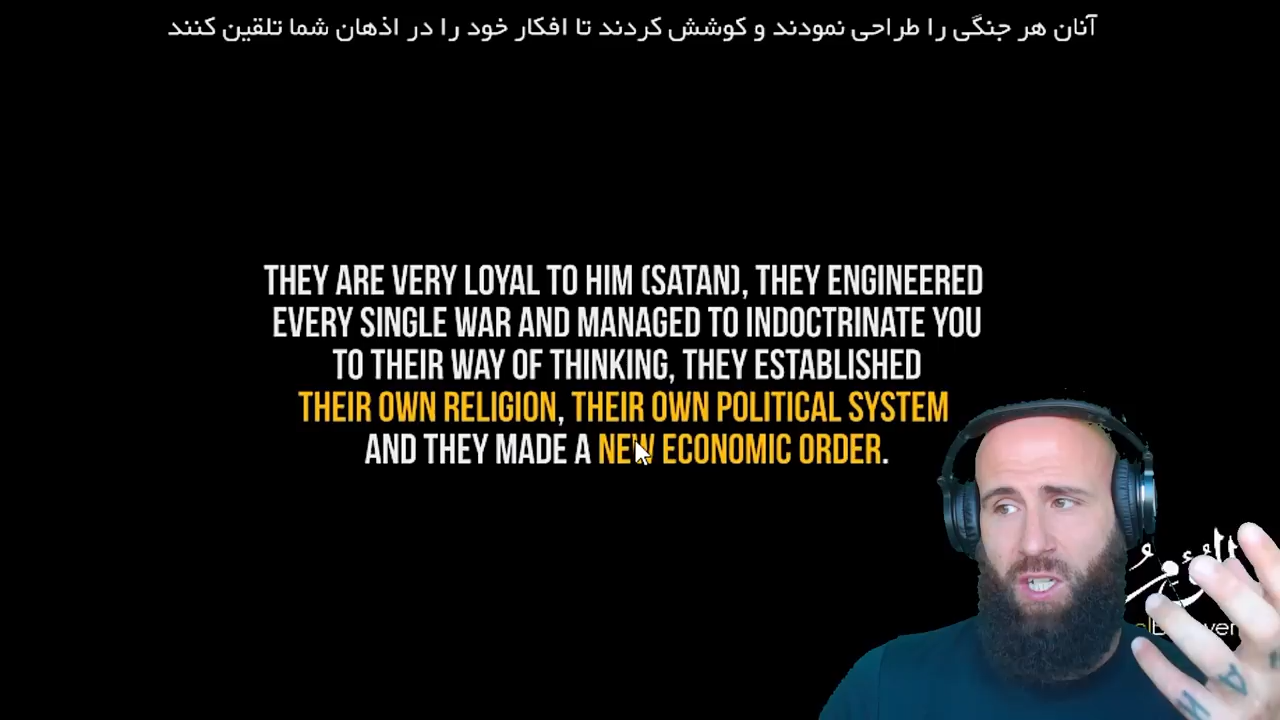 آنان هر جنگی را طراحی نمودند و کوشش کردند تا افکار خود را در اذهان شما تلقین کنند
THEY ARE VERY LOYAL TO HIM (SATAN), THEY ENGINEERED
EVERY SINGLE WAR AND MANAGED TO INDOCTRINATE YOU
TO THEIR WAY OF THINKING, THEY ESTABLISHED
THEIR OWN RELIGION, THEIR OWN POLITICAL SYSTEM
AND THEY MADE A NEW ECONOMIC ORDER.